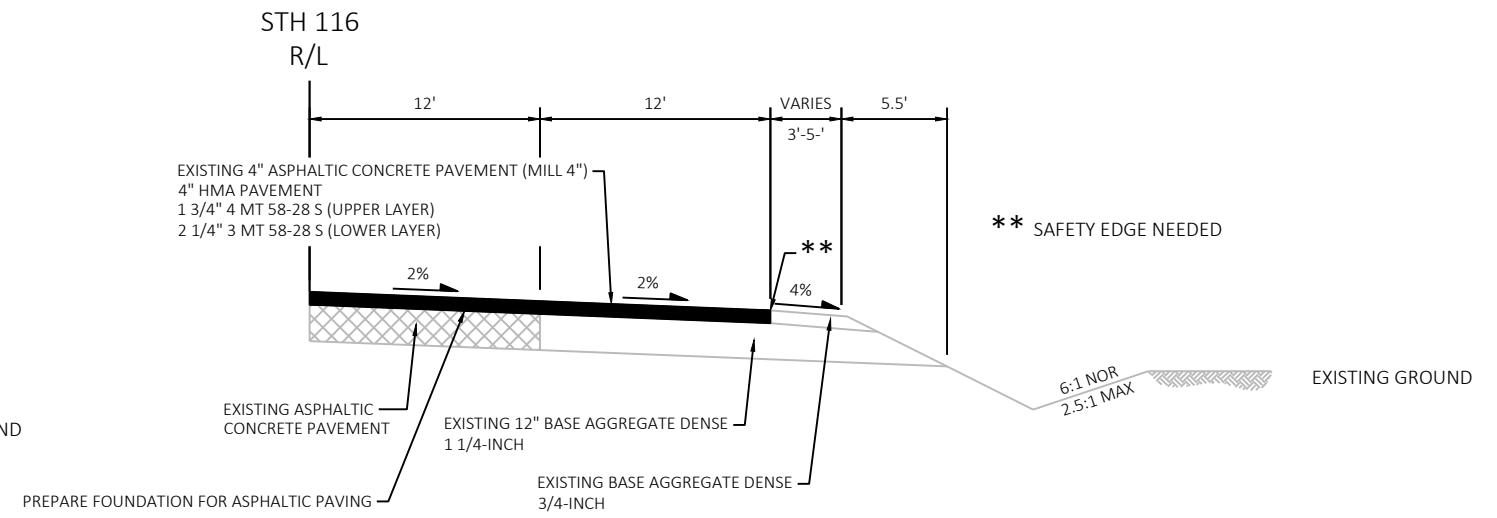 STH 116
R/L
12'
12'
VARIES
5.5'
3'-5-'
EXISTING 4" ASPHALTIC CONCRETE PAVEMENT (MILL 4")
4" HMA PAVEMENT
1 3/4" 4 MT 58-28 S (UPPER LAYER)
2 1/4" 3 MT 58-28 S (LOWER LAYER)
** SAFETY EDGE NEEDED
**
2%
2%
4%
6:1 NOR
2.5:1 MAX
EXISTING GROUND
EXISTING ASPHALTIC
CONCRETE PAVEMENT
EXISTING 12" BASE AGGREGATE DENSE
1 1/4-INCH
ND
EXISTING BASE AGGREGATE DENSE
3/4-INCH
PREPARE FOUNDATION FOR ASPHALTIC PAVING